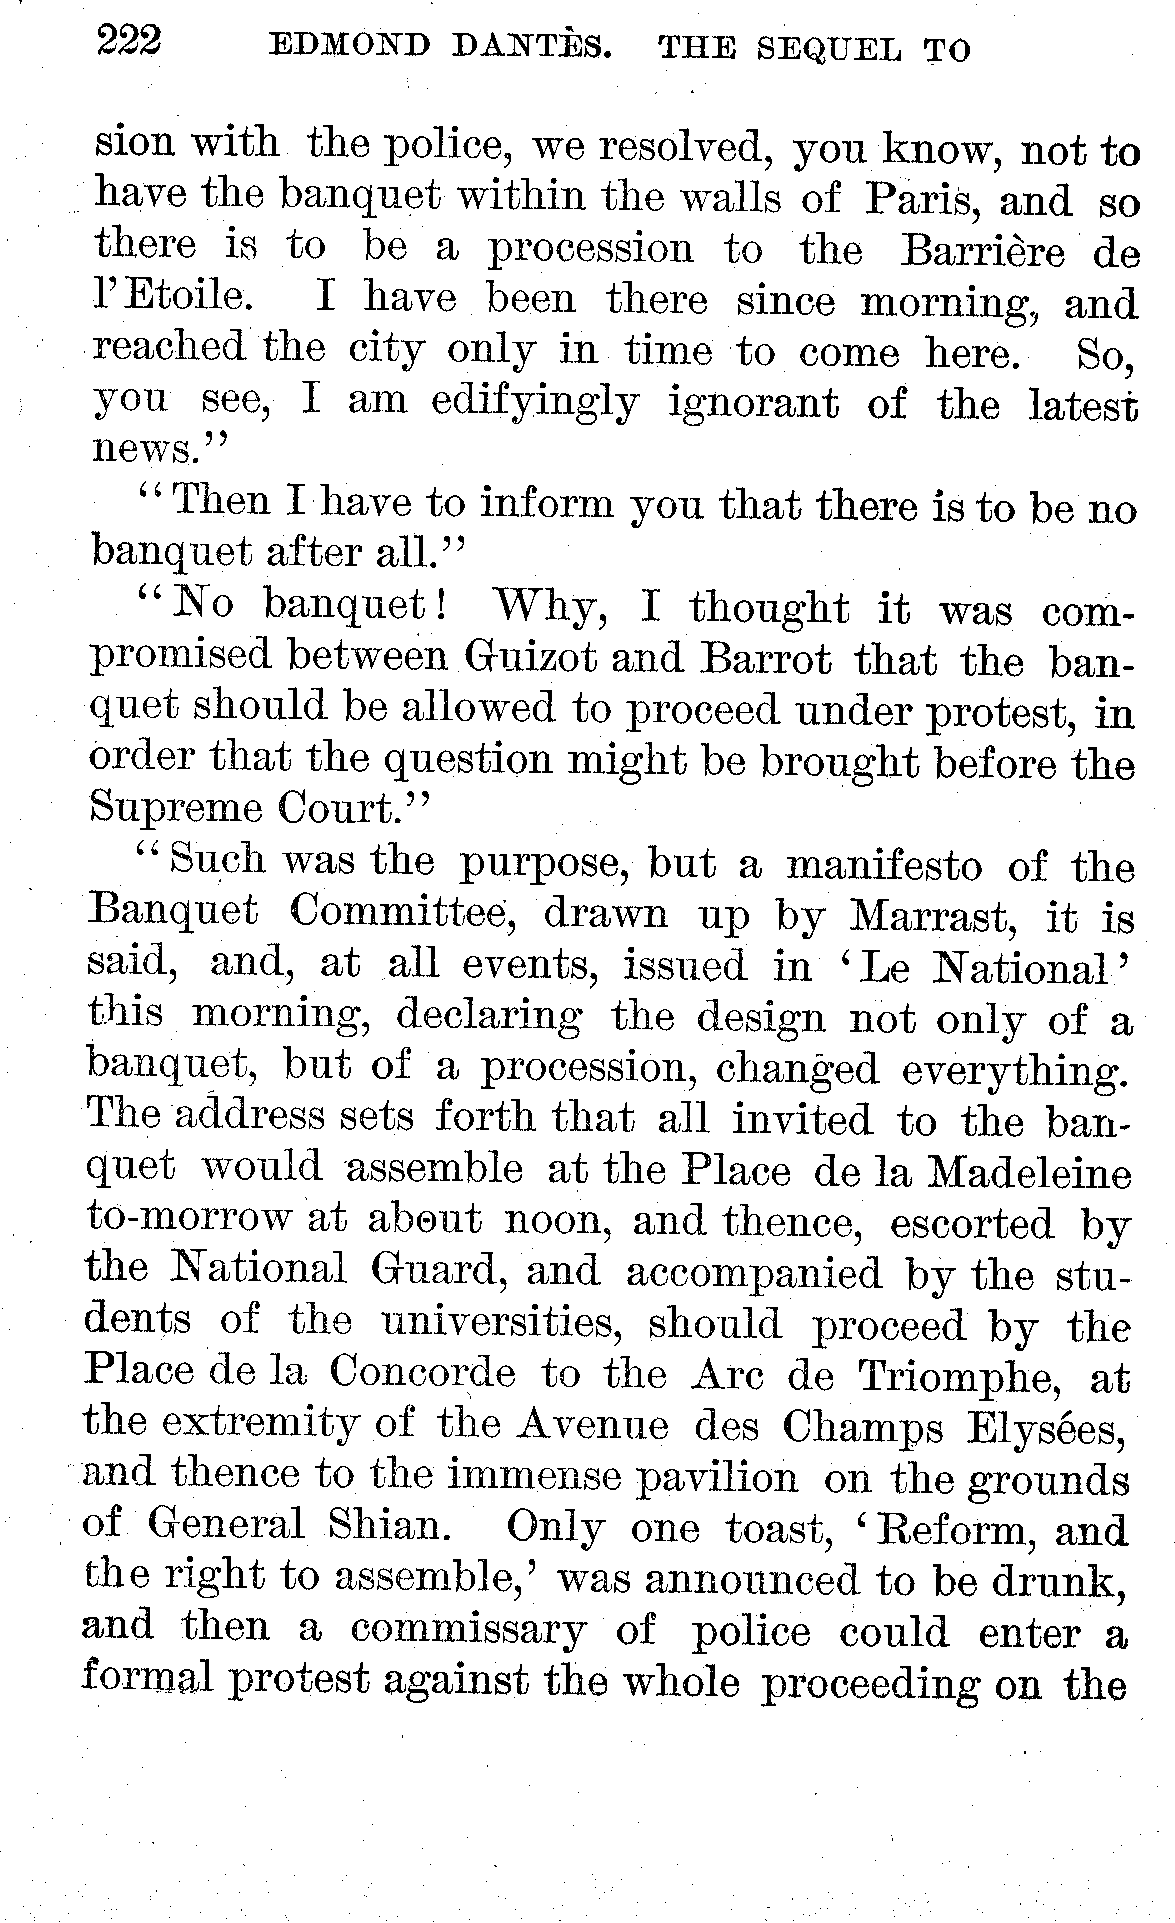 222 EDMOND DANTÈS. THE SEQUEL TO
sion with the police, we resolved, you know, not to
have the banquet within the walls of Paris, and so
there is to be a procession to the Barrière de
l'Etoile. I have been there since morning, and
reached the city only in time to come here. So,
you see, I am edifyingly ignorant of the latest
news."
"Then I have to inform you that there is to be no
banquet after all."
"No banquet! Why, I thought it was com-
promised between Guizot and Barrot that the ban-
quet should be allowed to proceed under protest, in
order that the question might be brought before the
Supreme Court."
"Such was the purpose, but a manifesto of the
Banquet Committee, drawn up by Marrast, it is
said, and, at all events, issued in 'Le National'
this morning, declaring the design not only of a
banquet, but of a procession, changed everything.
The address sets forth that all invited to the ban-
quet would assemble at the Place de la Madeleine
to-morrow at about noon, and thence, escorted by
the National Guard, and accompanied by the stu-
dents of the universities, should proceed by the
Place de la Concorde to the Arc de Triomphe, at
the extremity of the Avenue des Champs Elysées,
and thence to the immense pavilion on the grounds
of General Shian. Only one toast, 'Reform, and
the right to assemble,' was announced to be drunk,
and then a commissary of police could enter a
formal protest against the whole proceeding on the